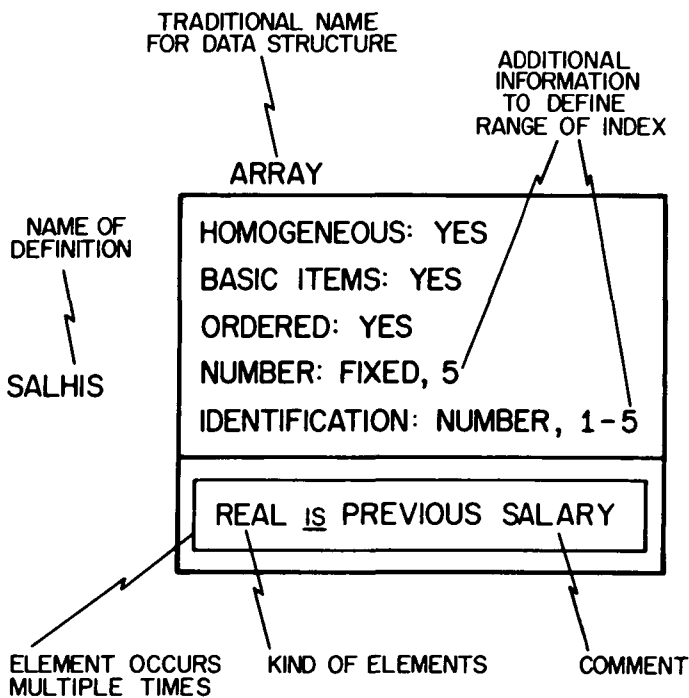 TRADITIONAL NAME
FOR DATA STRUCTURE
ADDITIONAL
INFORMATION
TO DEFINE
RANGE OF INDEX
ARRAY
NAME OF
DEFINITION
SALHIS
HOMOGENEOUS: YES
BASIC ITEMS: YES
ORDERED: YES
NUMBER: FIXED, 5
IDENTIFICATION: NUMBER, 1-5
REAL IS PREVIOUS SALARY
ELEMENT OCCURS
MULTIPLE TIMES
KIND OF ELEMENTS
COMMENT